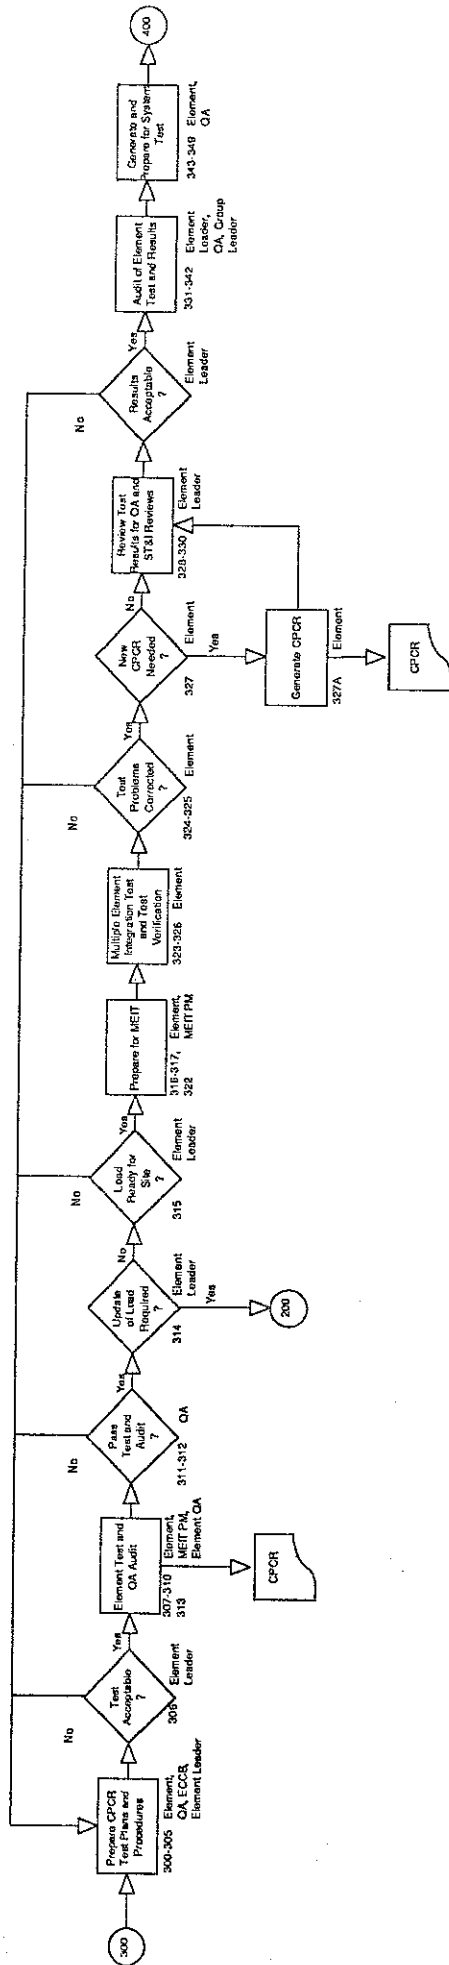 300
Prepare CPCR
Test Plans and
Procedures
300-305
Element,
QA, ECCB,
Element Leader
Test
Acceptable
?
306
Element
Leader
No
Yes
Element Test and
QA Audit
307-310
313
Element,
MEIT PM,
Element QA
CPCR
Pass
Test and
Audit
?
311-312
QA
No
Yes
Update
of Load
Required
?
314
Element
Leader
Yes
200
No
Load
Ready for
Site
?
315
Element
Leader
No
Yes
Prepare for MEIT
316-317,
322
Element,
MEIT PM
Multiple Element
Integration Test
and Test
Verification
323-326
Element
Test
Problems
Corrected
?
324-325
Element
No
Yes
New
CPCR
Needed
?
327
Element
Yes
Generate CPCR
327A
Element
CPCR
No
Review Test
Results for QA and
ST&I Reviews
328-330
Element
Leader
Results
Acceptable
?
Element
Leader
No
Yes
Audit of Element
Test and Results
331-342
Element
Leader,
QA, Group
Leader
Generate and
Prepare for System
Test
343-349
Element,
QA
400